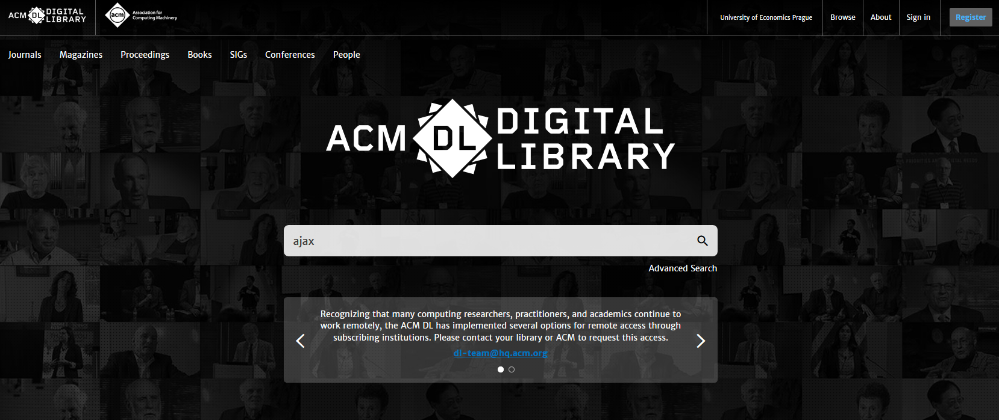 ACM DL DIGITAL LIBRARY
acm Association for Computing Machinery
University of Economics Prague
Browse
About
Sign in
Register
Journals
Magazines
Proceedings
Books
SIGs
Conferences
People
ACM DL DIGITAL LIBRARY
ajax
Advanced Search
Recognizing that many computing researchers, practitioners, and academics continue to
work remotely, the ACM DL has implemented several options for remote access through
subscribing institutions. Please contact your library or ACM to request this access.
dl-team@hq.acm.org